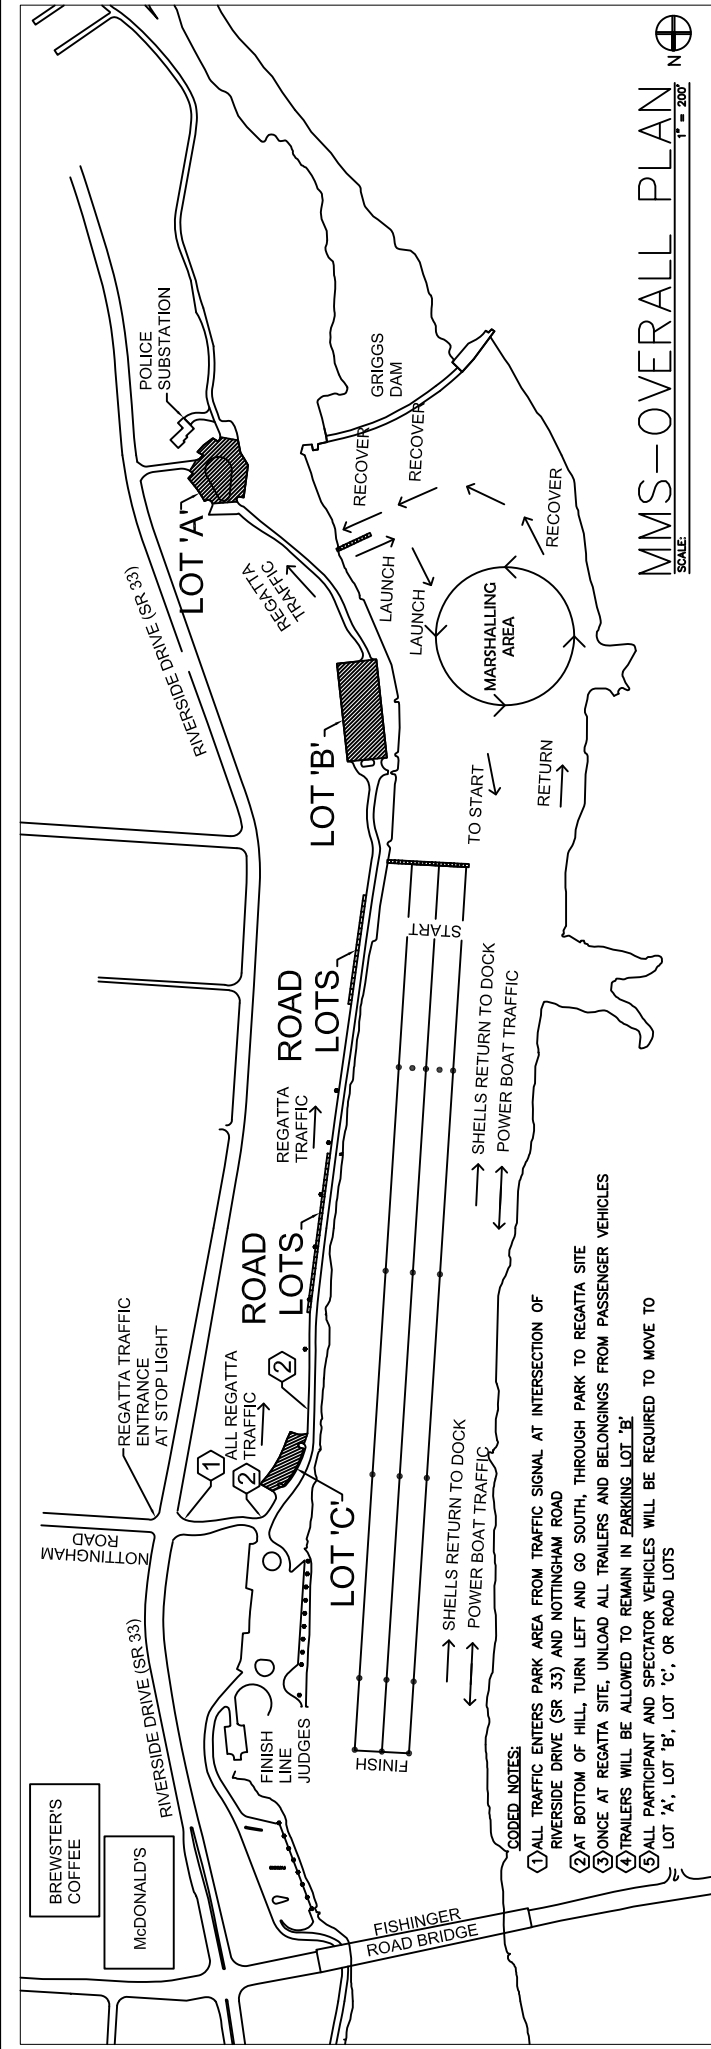 BREWSTER'S
COFFEE
McDONALD'S
RIVERSIDE DRIVE (SR 33)
NOTTINGHAM
ROAD
REGATTA TRAFFIC
ENTRANCE
AT STOP LIGHT
RIVERSIDE DRIVE (SR 33)
POLICE
SUBSTATION
LOT 'A'
REGATTA
TRAFFIC
LOT 'B'
ROAD
LOTS
REGATTA
TRAFFIC
ROAD
LOTS
1
ALL REGATTA
TRAFFIC
2
2
LOT 'C'
FINISH
LINE
JUDGES
FINISH
START
GRIGGS
DAM
RECOVER
RECOVER
RECOVER
LAUNCH
LAUNCH
MARSHALLING
AREA
TO START
RETURN
SHELLS RETURN TO DOCK
POWER BOAT TRAFFIC
SHELLS RETURN TO DOCK
POWER BOAT TRAFFIC
FISHINGER
ROAD BRIDGE
CODED NOTES:
1 ALL TRAFFIC ENTERS PARK AREA FROM TRAFFIC SIGNAL AT INTERSECTION OF
RIVERSIDE DRIVE (SR 33) AND NOTTINGHAM ROAD
2 AT BOTTOM OF HILL, TURN LEFT AND GO SOUTH, THROUGH PARK TO REGATTA SITE
3 ONCE AT REGATTA SITE, UNLOAD ALL TRAILERS AND BELONGINGS FROM PASSENGER VEHICLES
4 TRAILERS WILL BE ALLOWED TO REMAIN IN PARKING LOT 'B'
5 ALL PARTICIPANT AND SPECTATOR VEHICLES WILL BE REQUIRED TO MOVE TO
LOT 'A', LOT 'B', LOT 'C', OR ROAD LOTS
MMS-OVERALL PLAN
SCALE: 1" = 200'
N